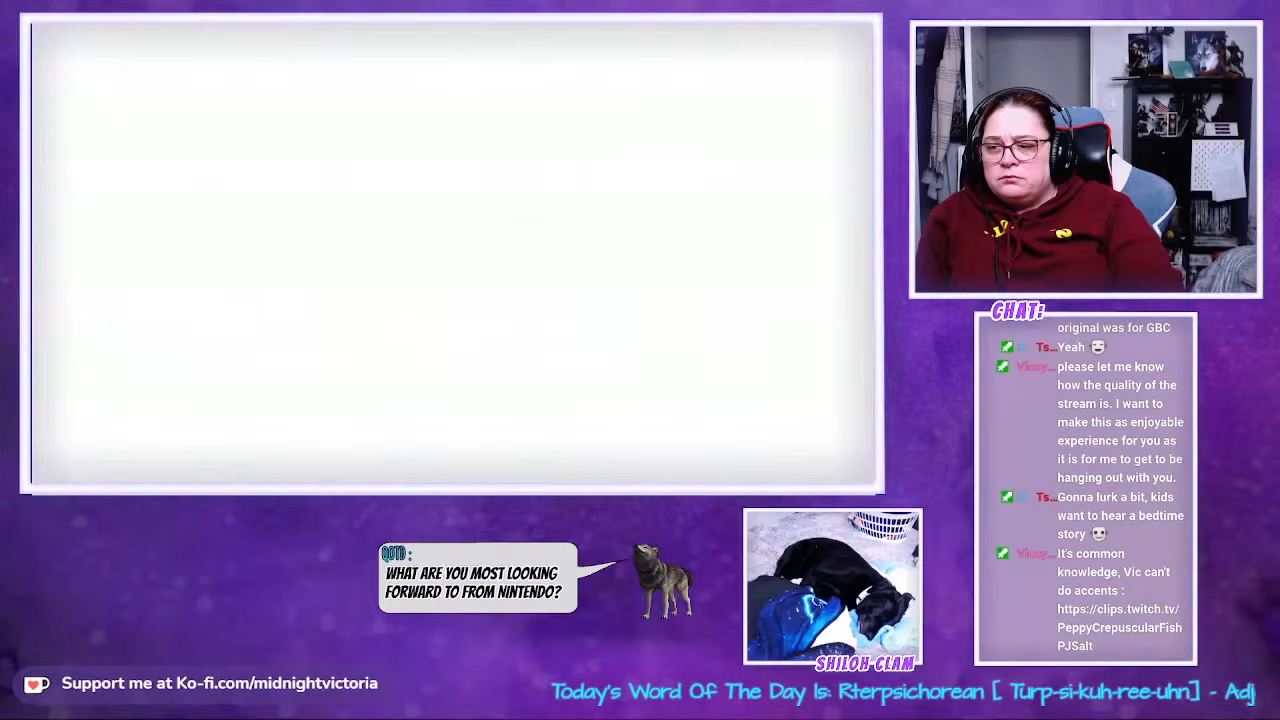 CHAT:
original was for GBC
Ts... Yeah
please let me know
how the quality of the
stream is. I want to
make this as enjoyable
experience for you as
it is for me to get to be
hanging out with you.
Ts... Gonna lurk a bit, kids
want to hear a bedtime
story
It's common
knowledge, Vic can't
do accents :
https://clips.twitch.tv/
PeppyCrepuscularFish
PJSalt
QOTD:
WHAT ARE YOU MOST LOOKING
FORWARD TO FROM NINTENDO?
SHILOH CLAM
Support me at Ko-fi.com/midnightvictoria
Today's Word Of The Day Is: Rterpsichorean [ Turp-si-kuh-ree-uhn] - Adj